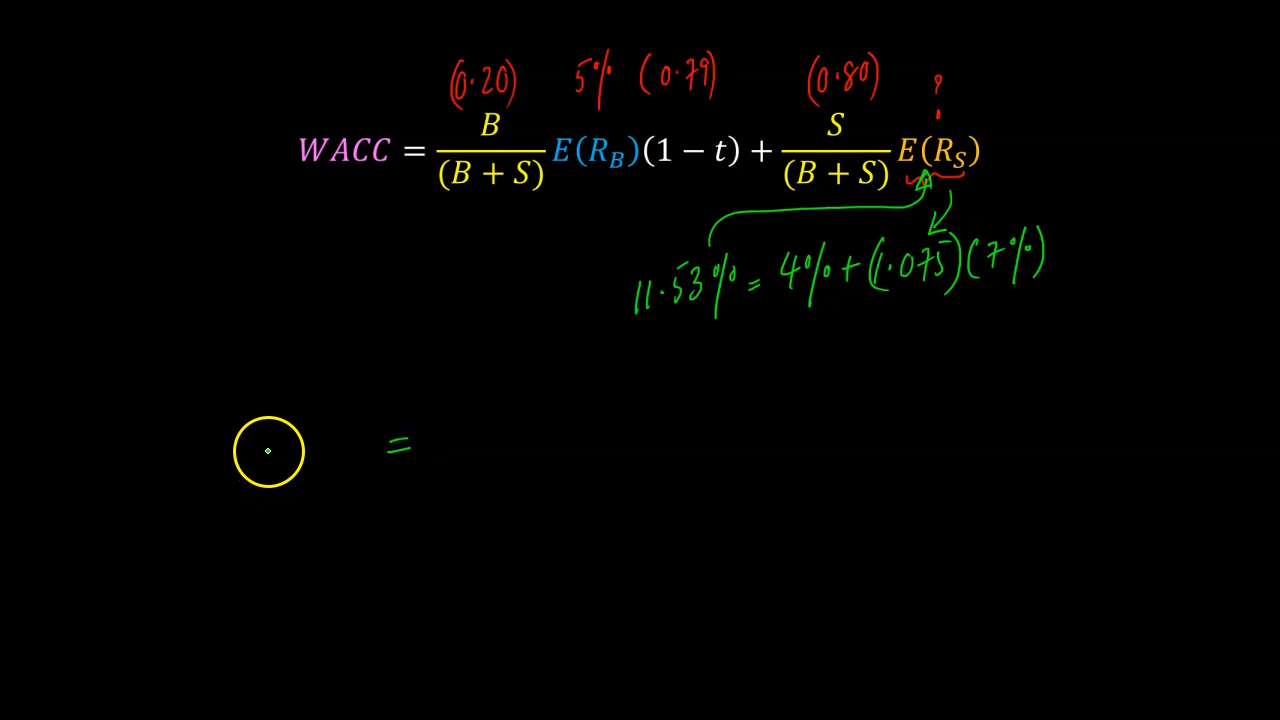 (0.20) 5% (0.79) (0.80) ?
WACC = B/(B + S) E(R_B)(1 − t) + S/(B + S) E(R_S)
11.53% = 4% + (1.075)(7%)
=